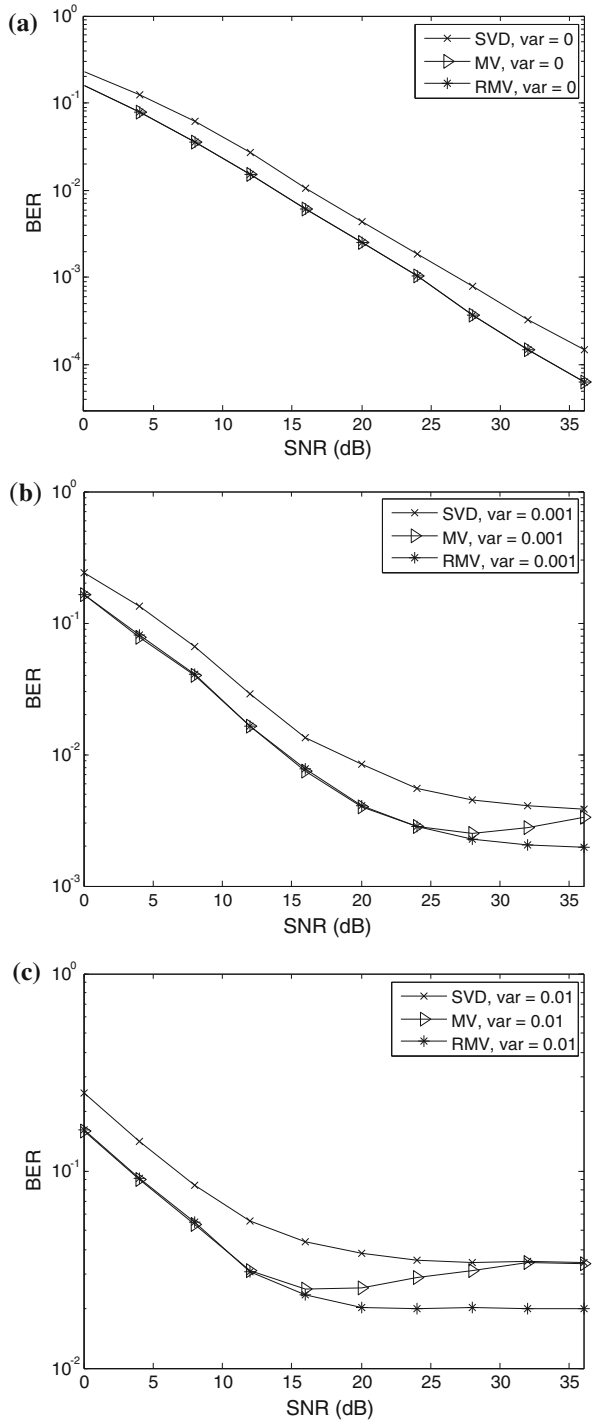 (a)
10^0
10^-1
10^-2
10^-3
10^-4
BER
SVD, var = 0
MV, var = 0
RMV, var = 0
0 5 10 15 20 25 30 35
SNR (dB)
(b)
10^0
10^-1
10^-2
10^-3
BER
SVD, var = 0.001
MV, var = 0.001
RMV, var = 0.001
0 5 10 15 20 25 30 35
SNR (dB)
(c)
10^0
10^-1
10^-2
BER
SVD, var = 0.01
MV, var = 0.01
RMV, var = 0.01
0 5 10 15 20 25 30 35
SNR (dB)